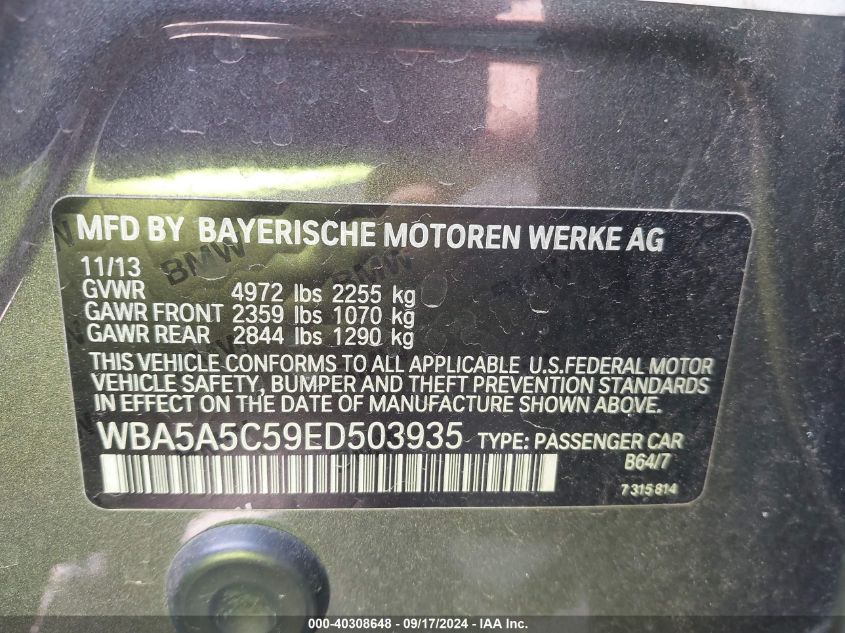 MFD BY BAYERISCHE MOTOREN WERKE AG
11/13
GVWR 4972 lbs 2255 kg
GAWR FRONT 2359 lbs 1070 kg
GAWR REAR 2844 lbs 1290 kg
THIS VEHICLE CONFORMS TO ALL APPLICABLE U.S.FEDERAL MOTOR
VEHICLE SAFETY, BUMPER AND THEFT PREVENTION STANDARDS
IN EFFECT ON THE DATE OF MANUFACTURE SHOWN ABOVE.
WBA5A5C59ED503935 TYPE: PASSENGER CAR
B64/7
7 315 814
BMW
BMW
000-40308648 - 09/17/2024 - IAA Inc.